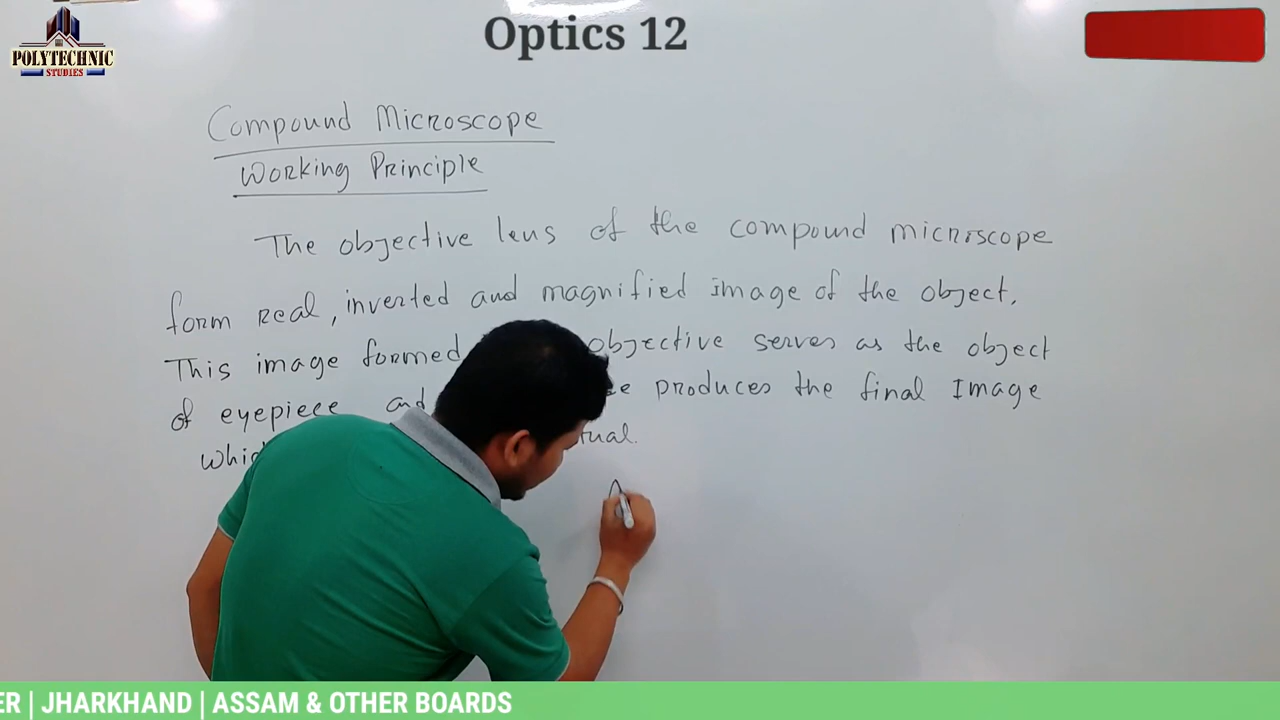 Optics 12
POLYTECHNIC
STUDIES
Compound Microscope
Working Principle
The objective lens of the compound microscope
form real, inverted and magnified image of the object.
This image formed objective serves as the object
of eyepiece and produces the final Image
ER | JHARKHAND | ASSAM & OTHER BOARDS